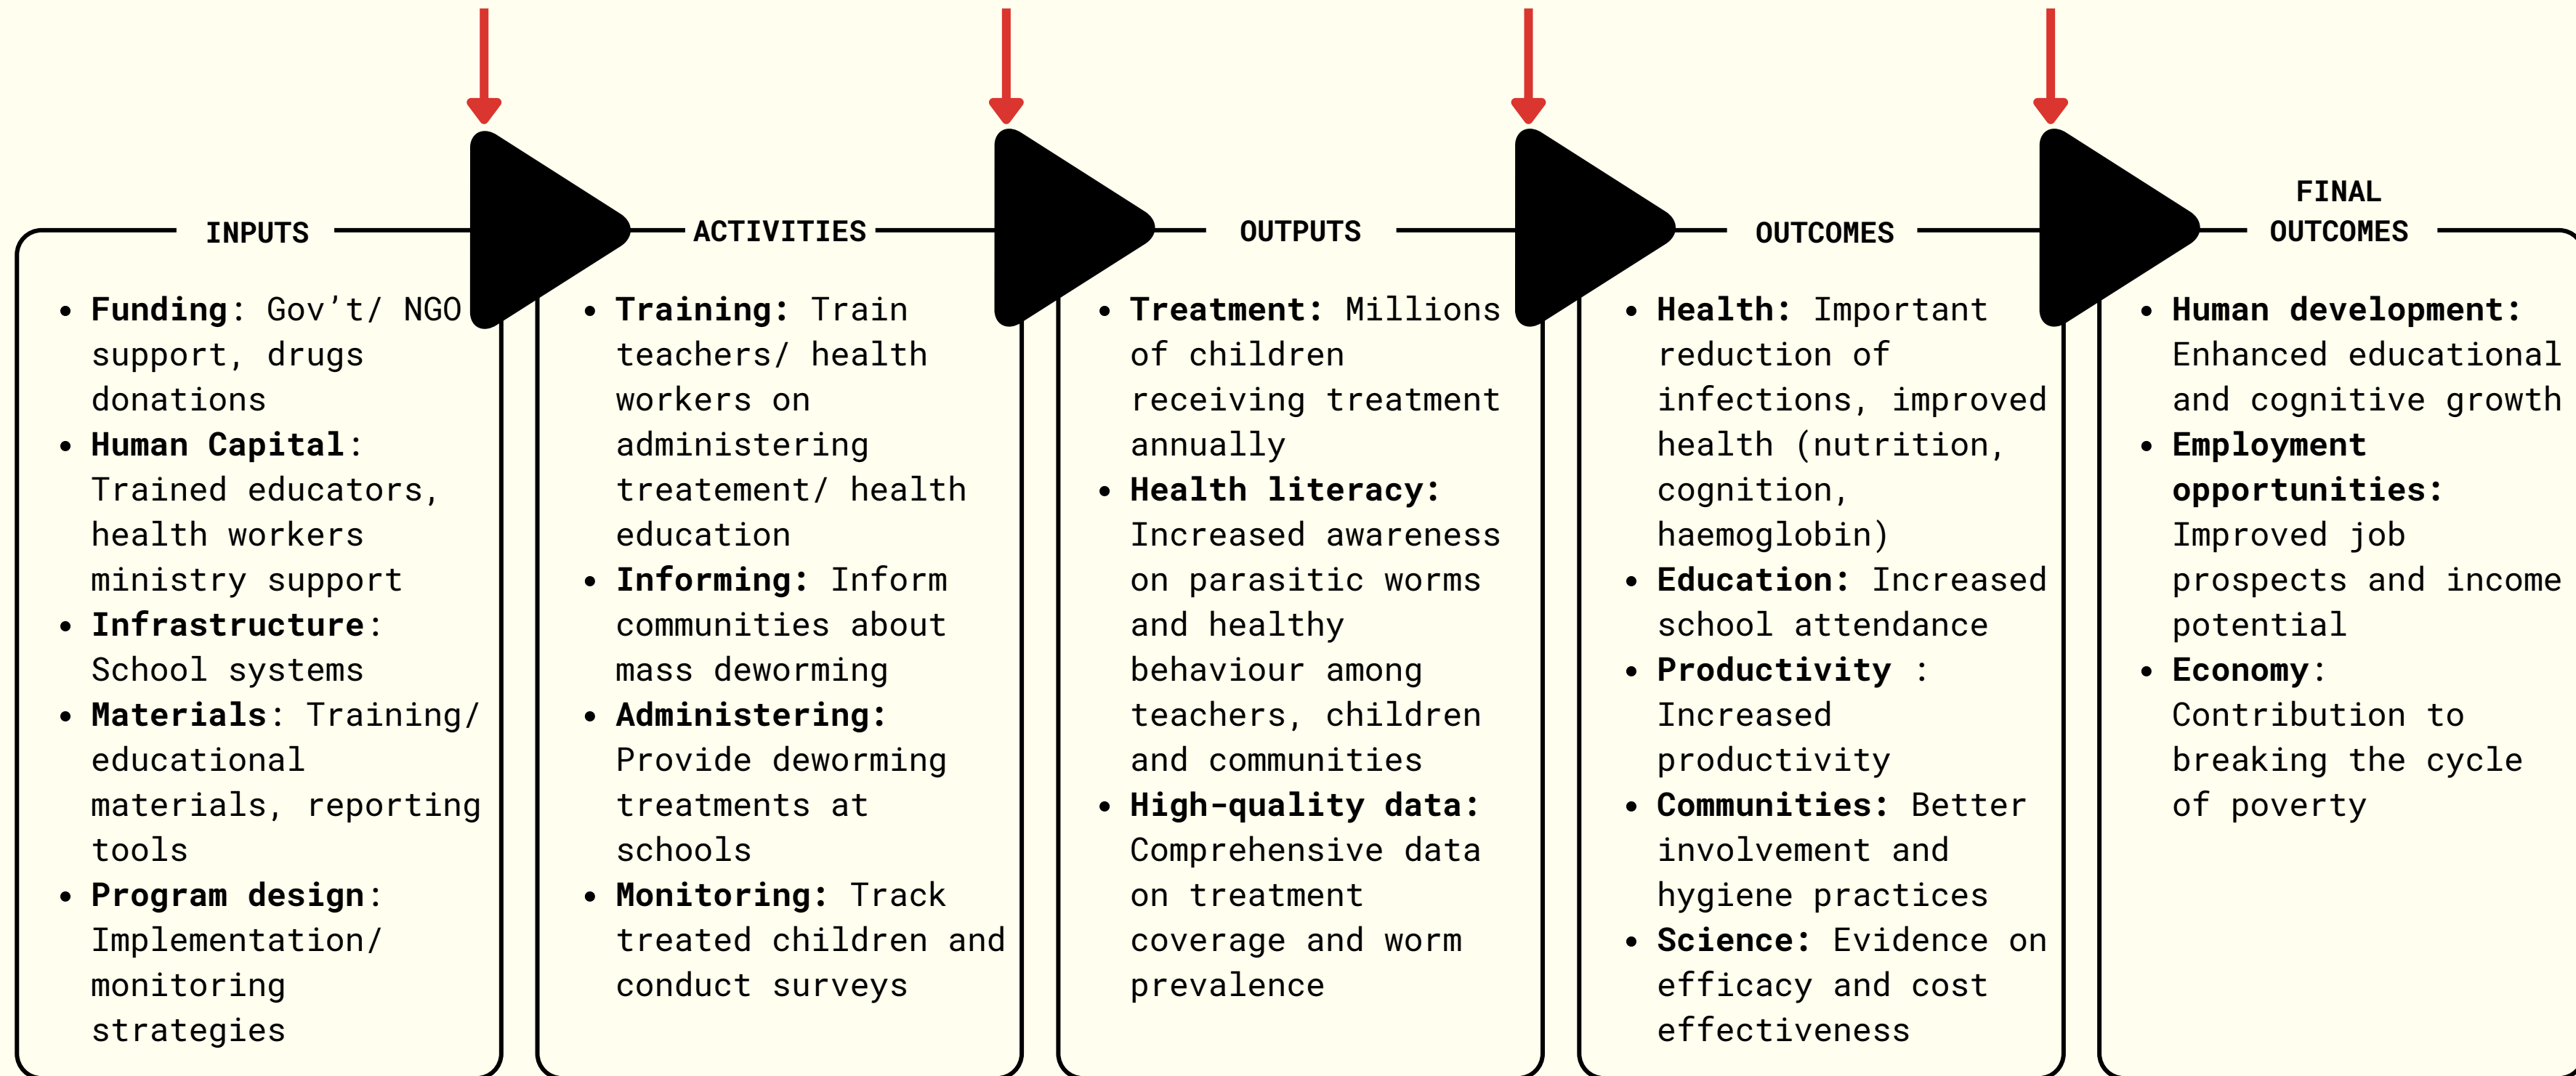 INPUTS
• Funding: Gov’t/ NGO
support, drugs
donations
• Human Capital:
Trained educators,
health workers
ministry support
• Infrastructure:
School systems
• Materials: Training/
educational
materials, reporting
tools
• Program design:
Implementation/
monitoring
strategies
ACTIVITIES
• Training: Train
teachers/ health
workers on
administering
treatement/ health
education
• Informing: Inform
communities about
mass deworming
• Administering:
Provide deworming
treatments at
schools
• Monitoring: Track
treated children and
conduct surveys
OUTPUTS
• Treatment: Millions
of children
receiving treatment
annually
• Health literacy:
Increased awareness
on parasitic worms
and healthy
behaviour among
teachers, children
and communities
• High-quality data:
Comprehensive data
on treatment
coverage and worm
prevalence
OUTCOMES
• Health: Important
reduction of
infections, improved
health (nutrition,
cognition,
haemoglobin)
• Education: Increased
school attendance
• Productivity :
Increased
productivity
• Communities: Better
involvement and
hygiene practices
• Science: Evidence on
efficacy and cost
effectiveness
FINAL
OUTCOMES
• Human development:
Enhanced educational
and cognitive growth
• Employment
opportunities:
Improved job
prospects and income
potential
• Economy:
Contribution to
breaking the cycle
of poverty